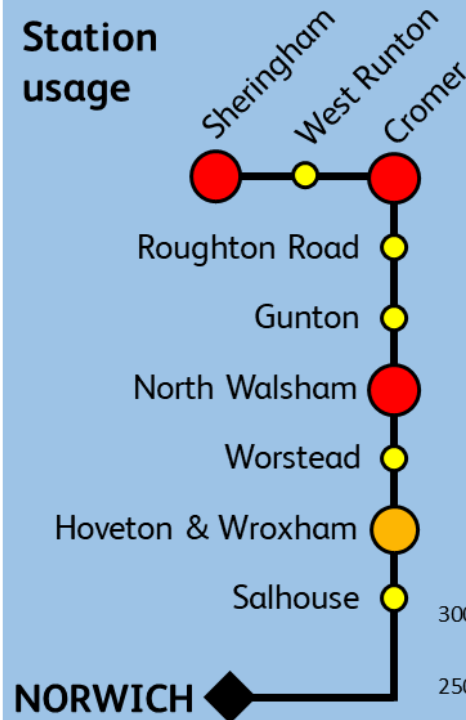 Station
usage
Sheringham
West Runton
Cromer
Roughton Road
Gunton
North Walsham
Worstead
Hoveton & Wroxham
Salhouse
NORWICH